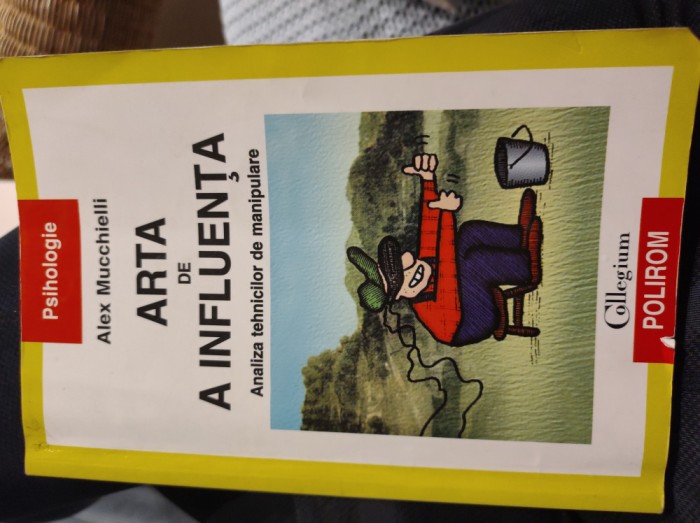 Psihologie
Alex Mucchielli
ARTA
DE
A INFLUENȚA
Analiza tehnicilor de manipulare
Collegium
POLIROM